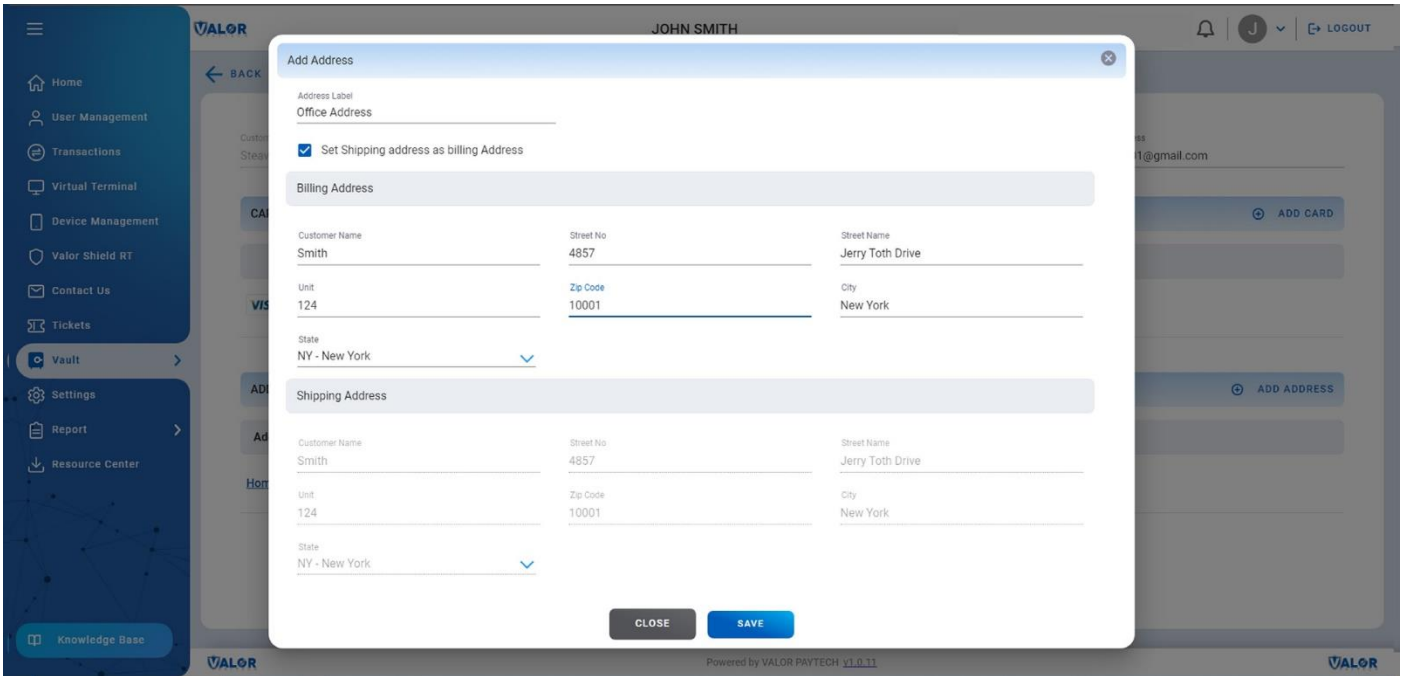 VALOR
JOHN SMITH
J
LOGOUT
BACK
Home
User Management
Transactions
Virtual Terminal
Device Management
Valor Shield RT
Contact Us
Tickets
Vault
Settings
Report
Resource Center
Knowledge Base
Add Address
Address Label
Office Address
Set Shipping address as billing Address
Billing Address
Customer Name
Street No
Street Name
Smith
4857
Jerry Toth Drive
Unit
Zip Code
City
124
10001
New York
State
NY - New York
Shipping Address
Customer Name
Street No
Street Name
Smith
4857
Jerry Toth Drive
Unit
Zip Code
City
124
10001
New York
State
NY - New York
CLOSE
SAVE
1@gmail.com
ADD CARD
ADD ADDRESS
VALOR
Powered by VALOR PAYTECH v1.0.11
VALOR